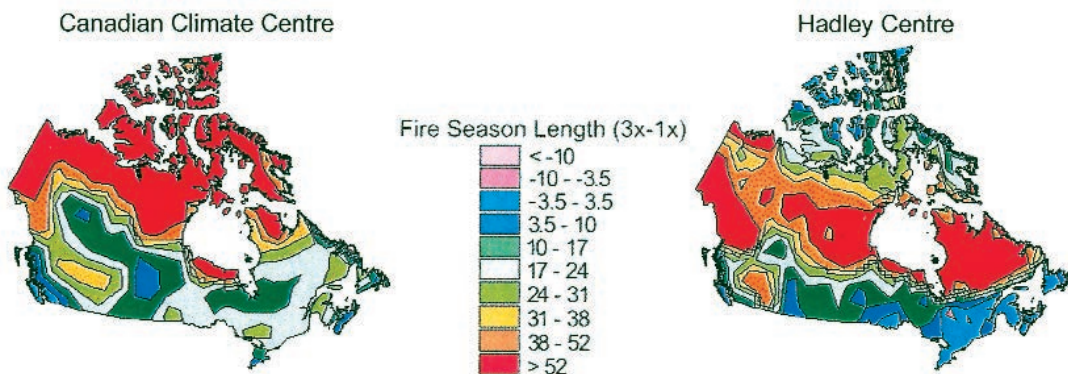 Canadian Climate Centre
Hadley Centre
Fire Season Length (3x-1x)
< -10
-10 - -3.5
-3.5 - 3.5
3.5 - 10
10 - 17
17 - 24
24 - 31
31 - 38
38 - 52
> 52